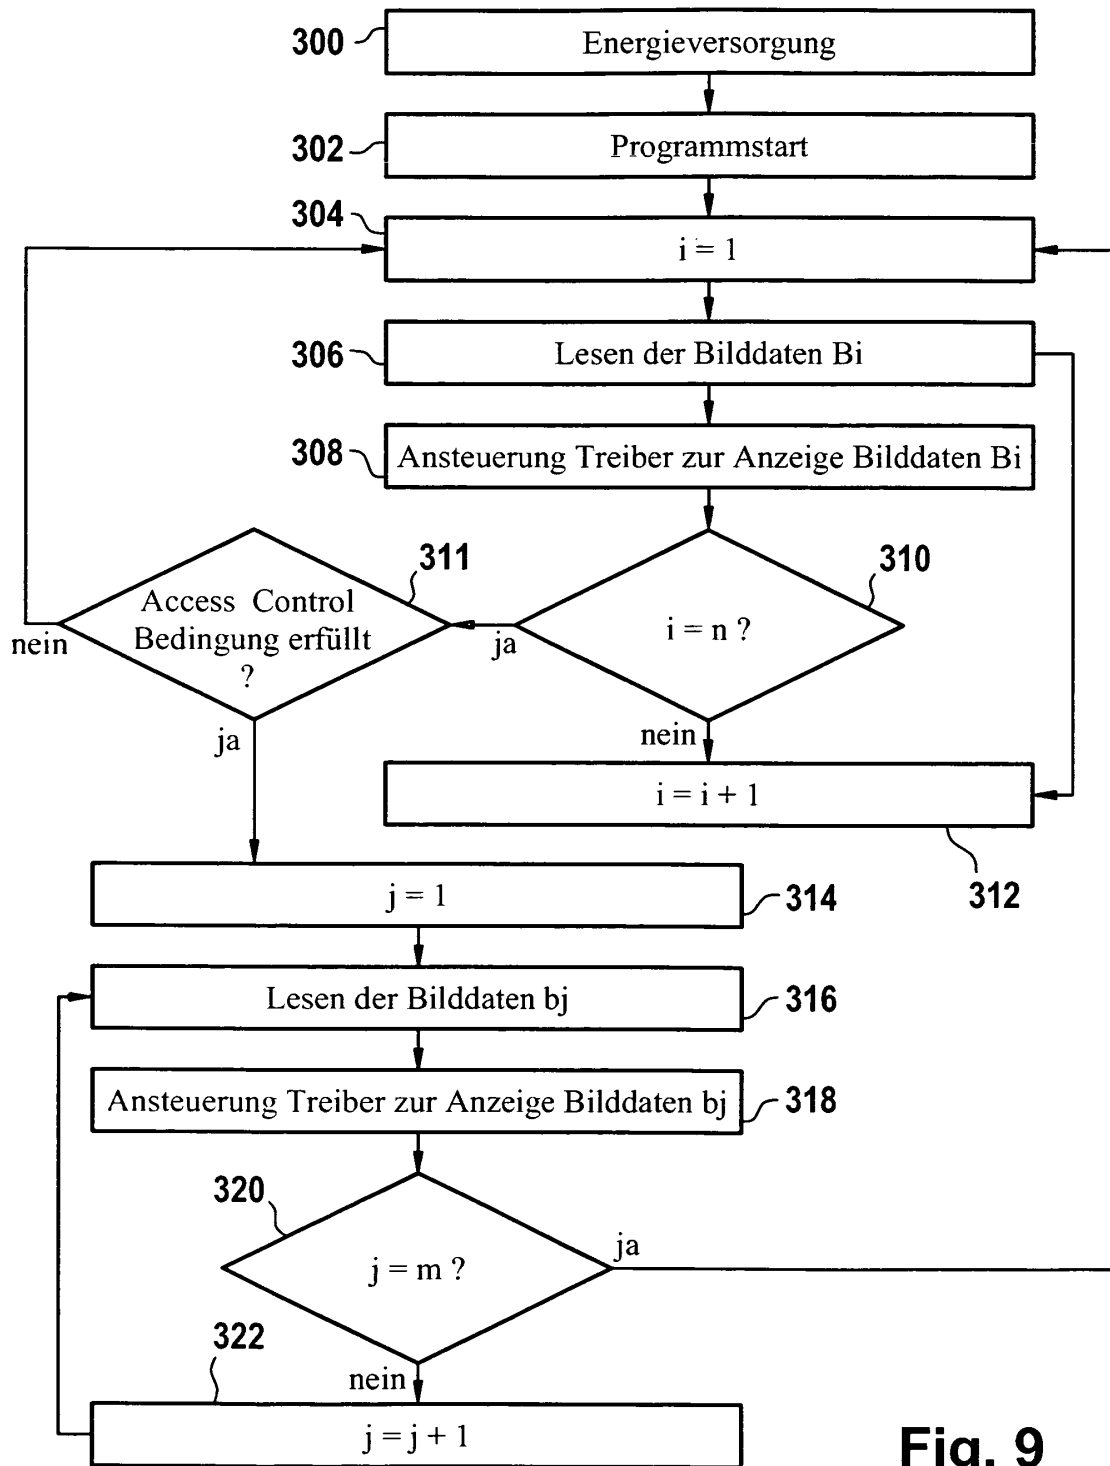 300
Energieversorgung
302
Programmstart
304
i = 1
306
Lesen der Bilddaten Bi
308
Ansteuerung Treiber zur Anzeige Bilddaten Bi
311
310
Access Control
Bedingung erfüllt
?
i = n ?
nein
ja
ja
nein
i = i + 1
312
j = 1
314
Lesen der Bilddaten bj
316
Ansteuerung Treiber zur Anzeige Bilddaten bj
318
320
j = m ?
ja
322
nein
j = j + 1
Fig. 9